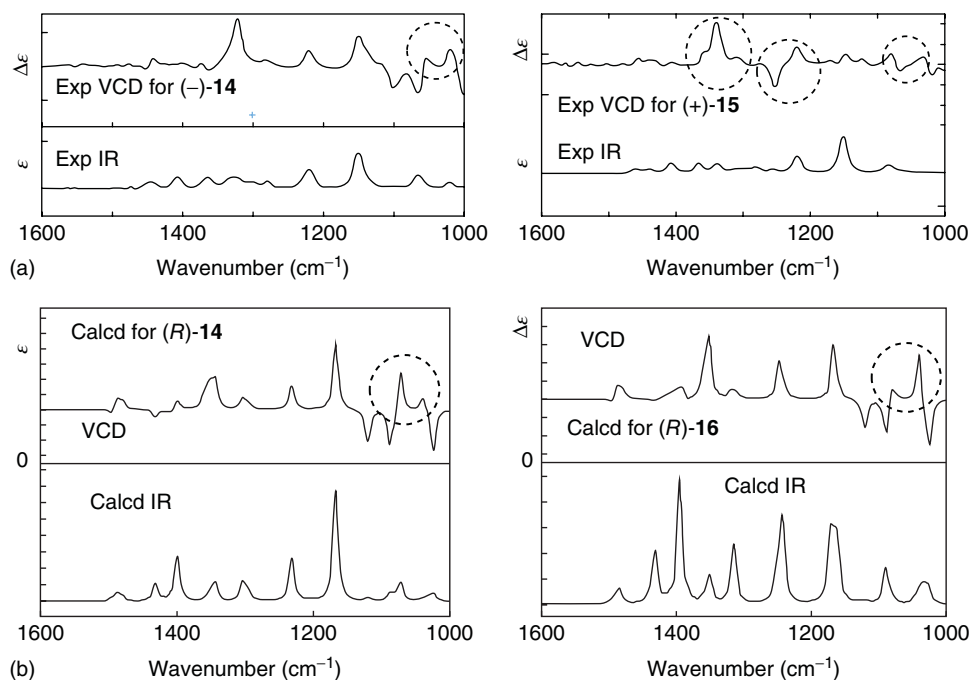 Δε
Exp VCD for (–)-14
ε
Exp IR
1600 1400 1200 1000
(a) Wavenumber (cm⁻¹)
Δε
Exp VCD for (+)-15
ε
Exp IR
1600 1400 1200 1000
Wavenumber (cm⁻¹)
ε
Calcd for (R)-14
VCD
0
Calcd IR
1600 1400 1200 1000
(b) Wavenumber (cm⁻¹)
Δε
VCD
Calcd for (R)-16
0
Calcd IR
1600 1400 1200 1000
Wavenumber (cm⁻¹)